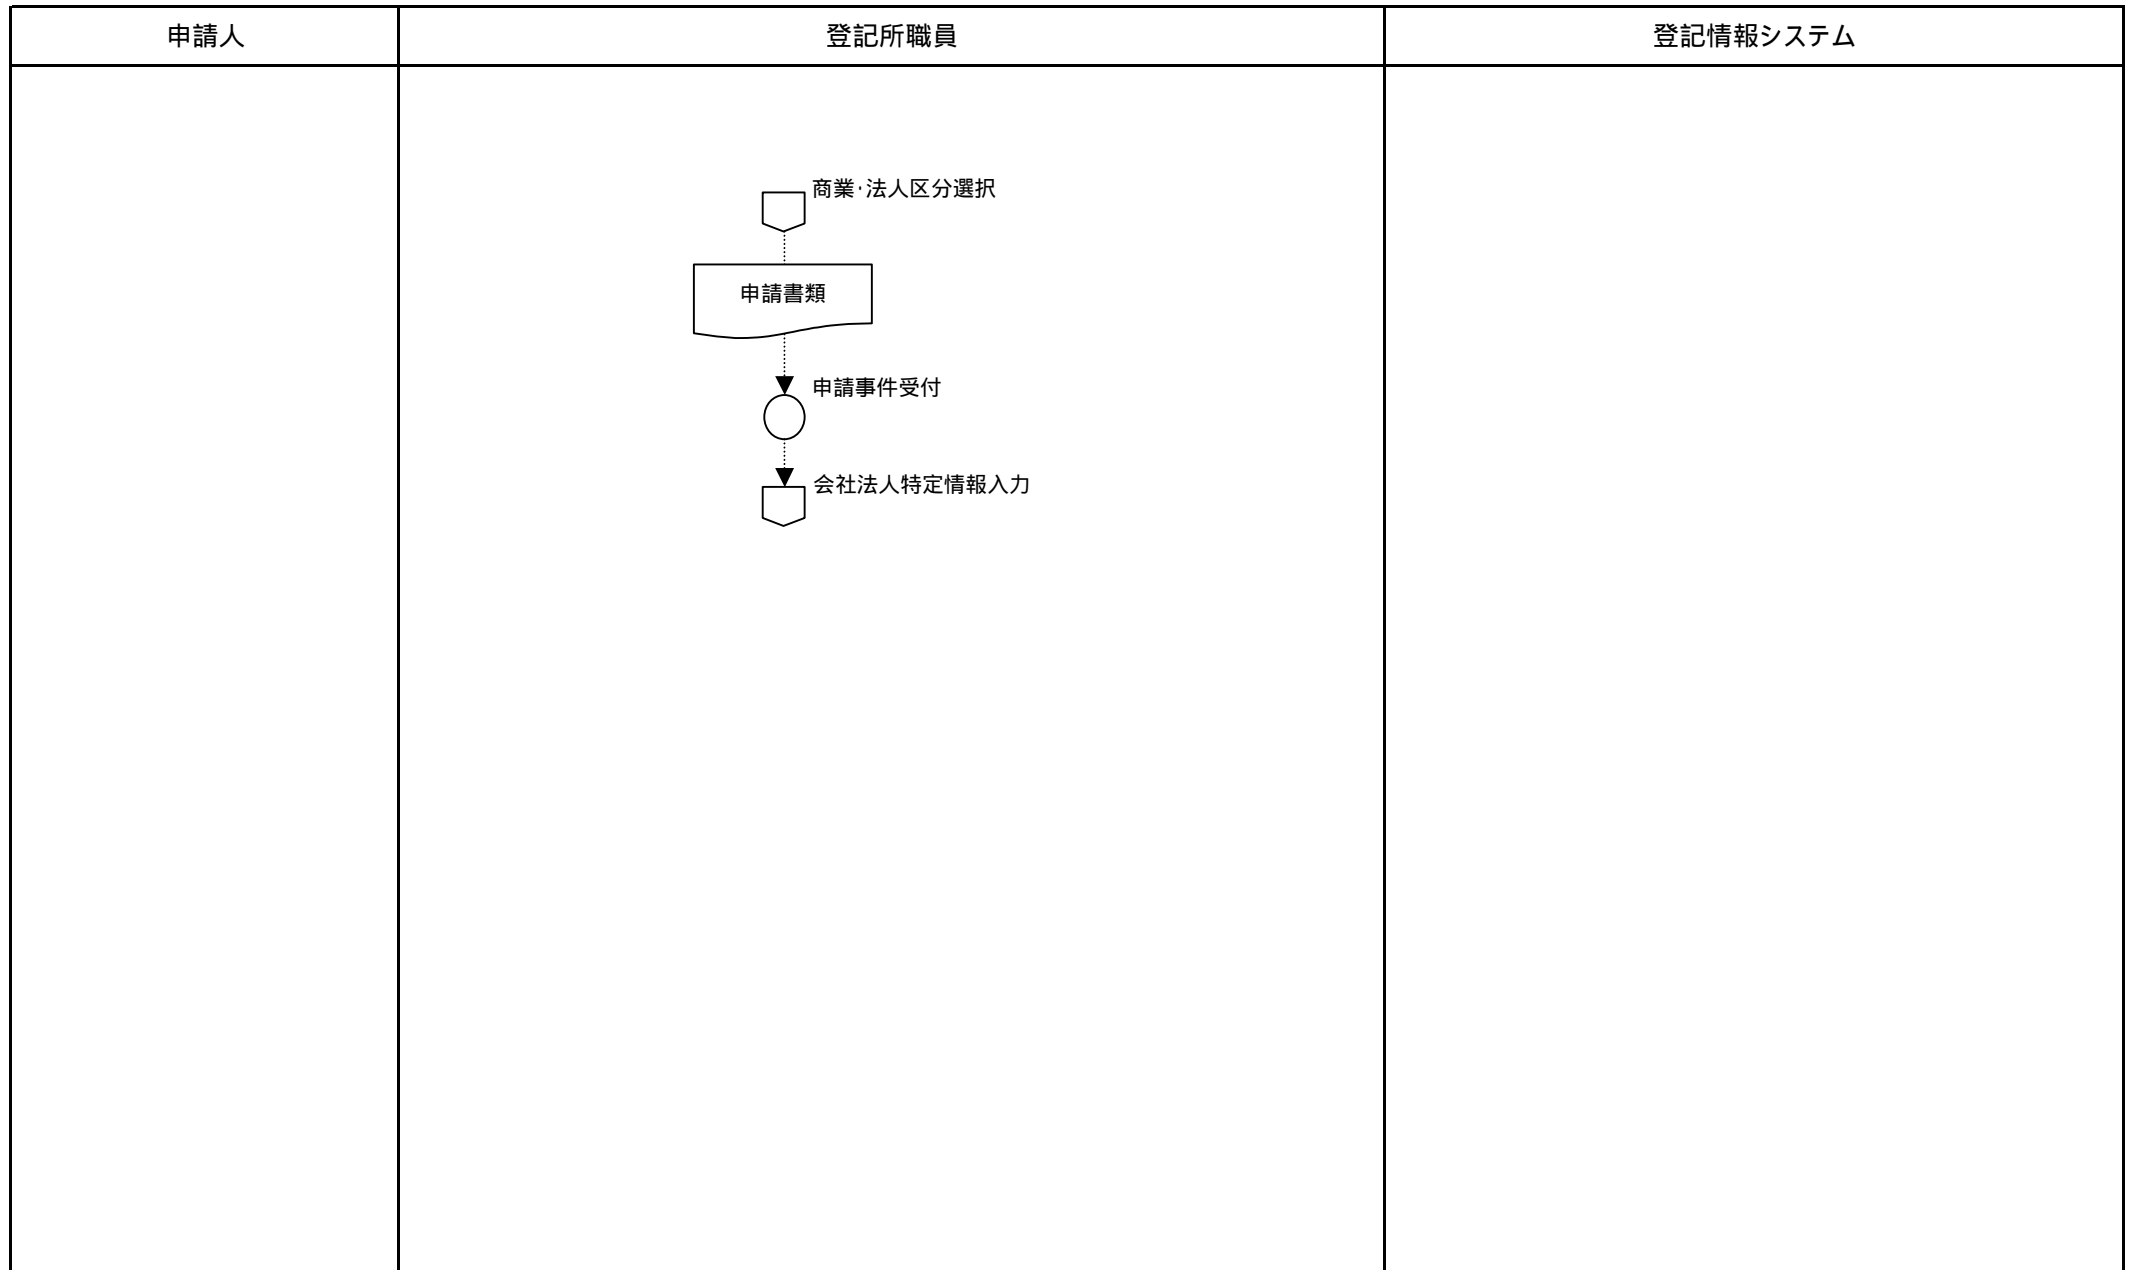 申請人
登記所職員
登記情報システム
商業・法人区分選択
申請書類
申請事件受付
会社法人特定情報入力